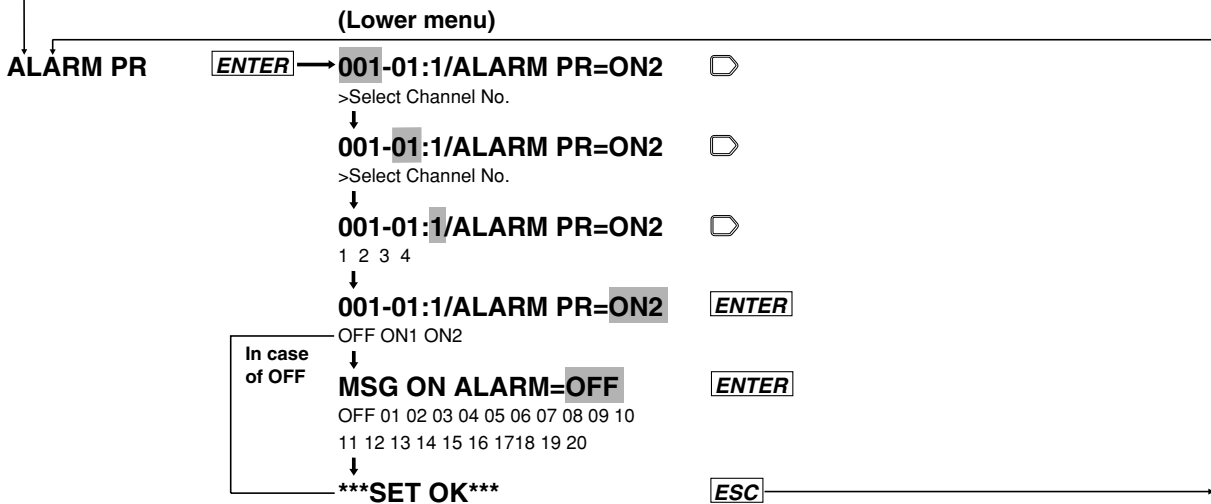 (Lower menu)
ALARM PR ENTER 001-01:1/ALARM PR=ON2
>Select Channel No.
001-01:1/ALARM PR=ON2
>Select Channel No.
001-01:1/ALARM PR=ON2
1 2 3 4
001-01:1/ALARM PR=ON2 ENTER
OFF ON1 ON2
In case
of OFF
MSG ON ALARM=OFF ENTER
OFF 01 02 03 04 05 06 07 08 09 10
11 12 13 14 15 16 1718 19 20
***SET OK*** ESC